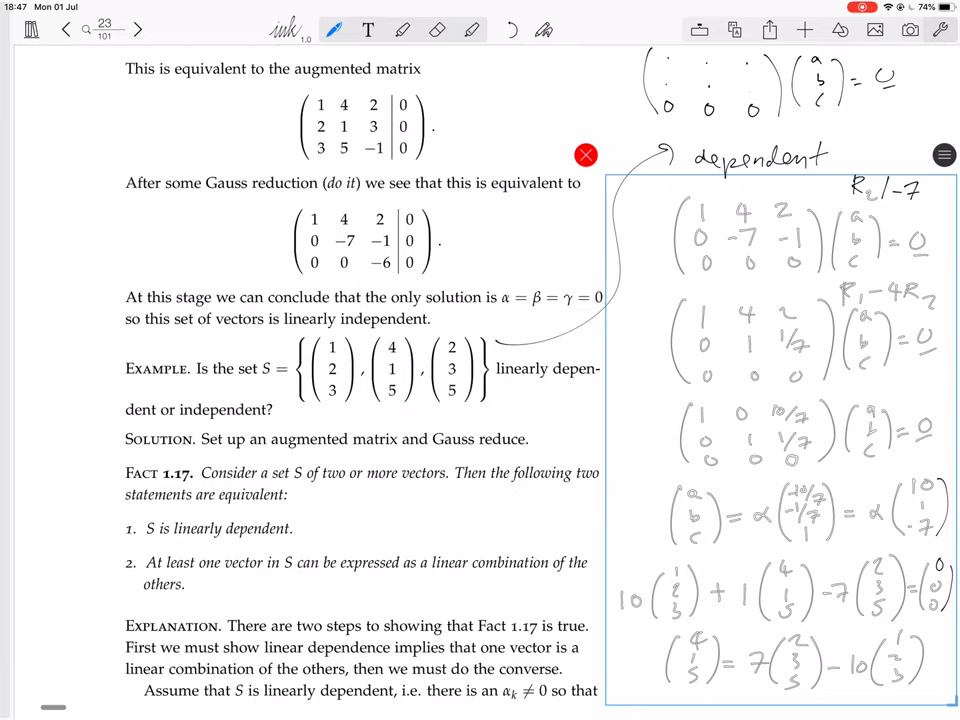 18:47 Mon 01 Jul
74%
23
101
ink 1.0
T
This is equivalent to the augmented matrix
1 4 2 | 0
2 1 3 | 0
3 5 −1 | 0
.
After some Gauss reduction (do it) we see that this is equivalent to
1 4 2 | 0
0 −7 −1 | 0
0 0 −6 | 0
.
At this stage we can conclude that the only solution is α = β = γ = 0
so this set of vectors is linearly independent.
EXAMPLE. Is the set S = { (1 2 3), (4 1 5), (2 3 5) } linearly depen-
dent or independent?
SOLUTION. Set up an augmented matrix and Gauss reduce.
FACT 1.17. Consider a set S of two or more vectors. Then the following two
statements are equivalent:
1. S is linearly dependent.
2. At least one vector in S can be expressed as a linear combination of the
others.
EXPLANATION. There are two steps to showing that Fact 1.17 is true.
First we must show linear dependence implies that one vector is a
linear combination of the others, then we must do the converse.
Assume that S is linearly dependent, i.e. there is an αk ≠ 0 so that
( . . . ) (a)
( . . . ) (b) = 0
( 0 0 0 ) (c)
dependent
R2/-7
( 1 4 2 ) (a)
( 0 -7 -1 ) (b) = 0
( 0 0 0 ) (c)
R1 - 4R2
( 1 4 2 ) (a)
( 0 1 1/7 ) (b) = 0
( 0 0 0 ) (c)
( 1 0 10/7 ) (a)
( 0 1 1/7 ) (b) = 0
( 0 0 0 ) (c)
(a b c) = α (-10/7 -1/7 1) = α (10 1 -7)
10 (1 2 3) + 1 (4 1 5) - 7 (2 3 5) = (0 0 0)
(4 1 5) = 7 (2 3 5) - 10 (1 2 3)